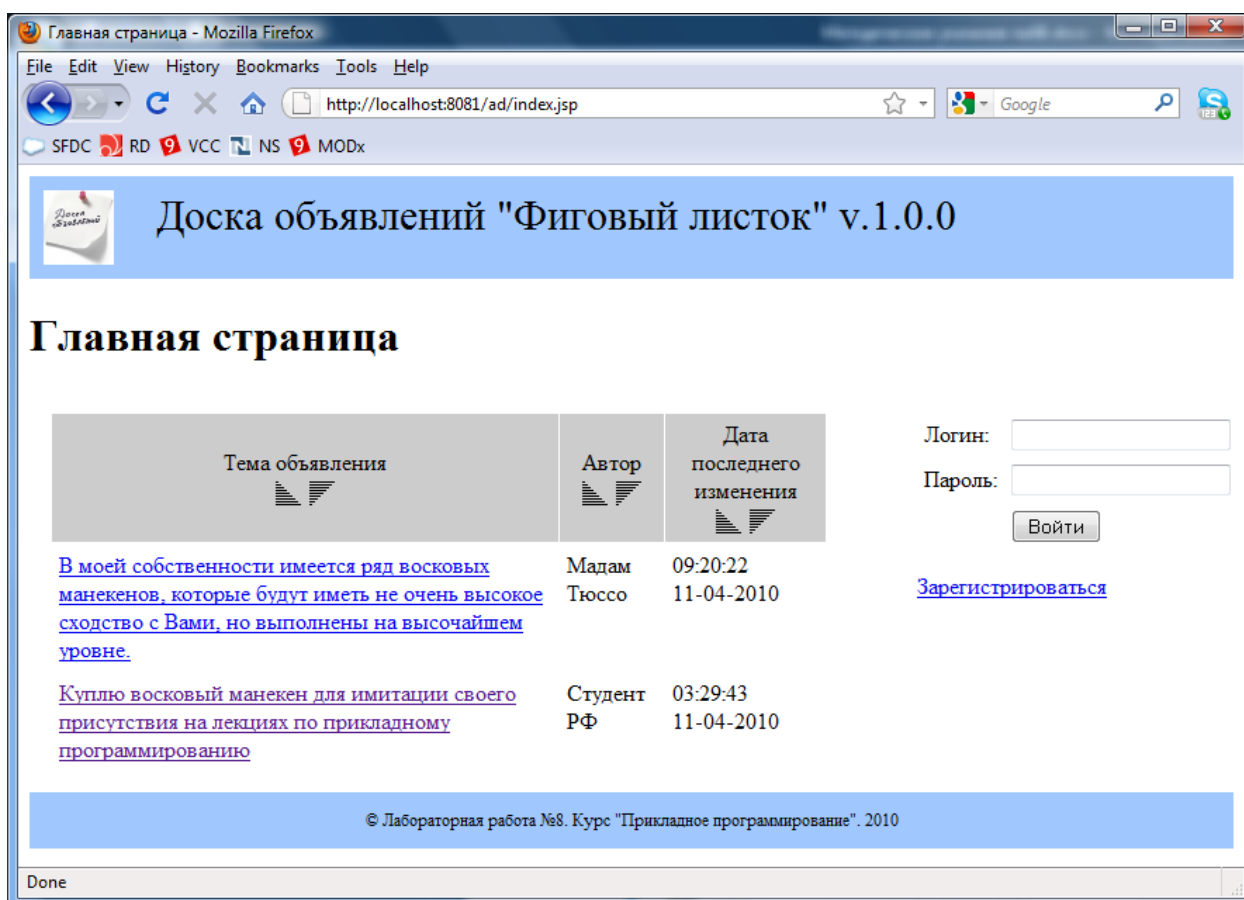 Главная страница - Mozilla Firefox
File Edit View History Bookmarks Tools Help
http://localhost:8081/ad/index.jsp
Google
SFDC RD VCC NS MODx
Доска объявлений
Доска объявлений "Фиговый листок" v.1.0.0
Главная страница
Тема объявления
Автор
Дата
последнего
изменения
Логин:
Пароль:
Войти
Зарегистрироваться
В моей собственности имеется ряд восковых
манекенов, которые будут иметь не очень высокое
сходство с Вами, но выполнены на высочайшем
уровне.
Мадам
Тюссо
09:20:22
11-04-2010
Куплю восковый манекен для имитации своего
присутствия на лекциях по прикладному
программированию
Студент
РФ
03:29:43
11-04-2010
© Лабораторная работа №8. Курс "Прикладное программирование". 2010
Done